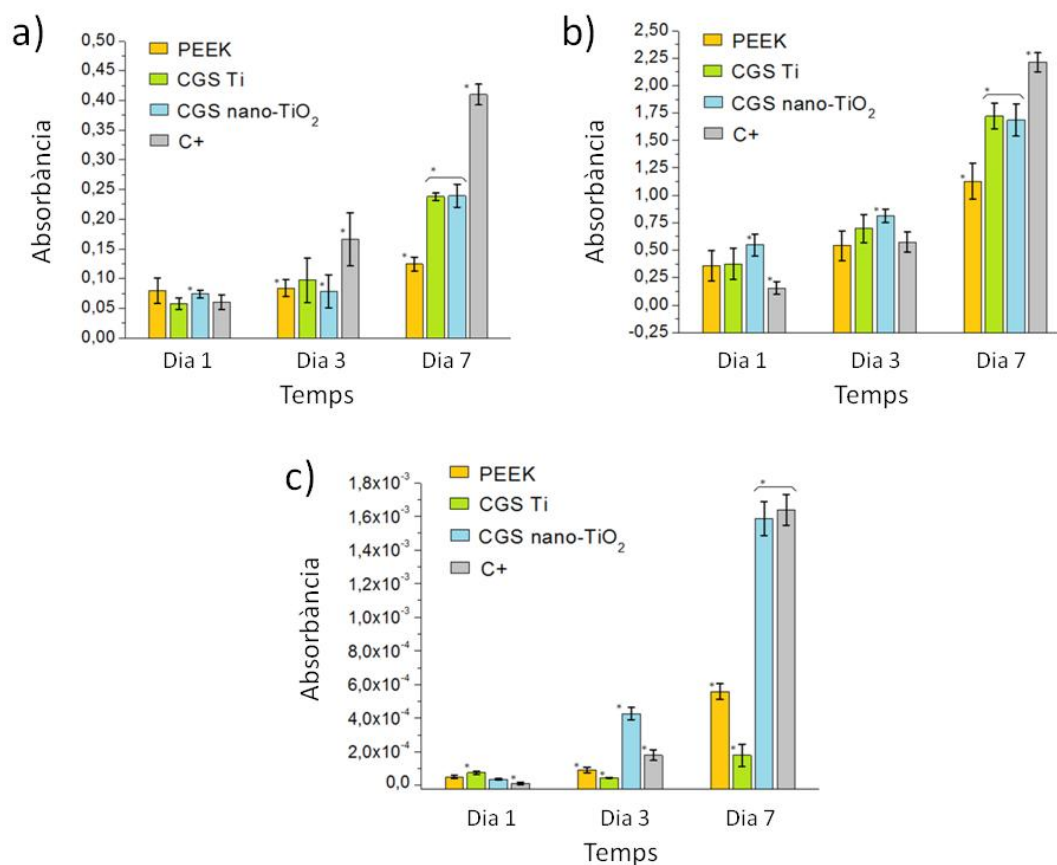 a)
0,50
0,45
0,40
0,35
0,30
0,25
0,20
0,15
0,10
0,05
0,00
Absorbància
PEEK
CGS Ti
CGS nano-TiO2
C+
* * * * * * *
Dia 1 Dia 3 Dia 7
Temps
b)
2,50
2,25
2,00
1,75
1,50
1,25
1,00
0,75
0,50
0,25
0,00
-0,25
Absorbància
PEEK
CGS Ti
CGS nano-TiO2
C+
* * * * * *
Dia 1 Dia 3 Dia 7
Temps
c)
1,8x10-3
1,6x10-3
1,4x10-3
1,2x10-3
1,0x10-3
8,0x10-4
6,0x10-4
4,0x10-4
2,0x10-4
0,0
Absorbància
PEEK
CGS Ti
CGS nano-TiO2
C+
* * * * * * * * *
Dia 1 Dia 3 Dia 7
Temps